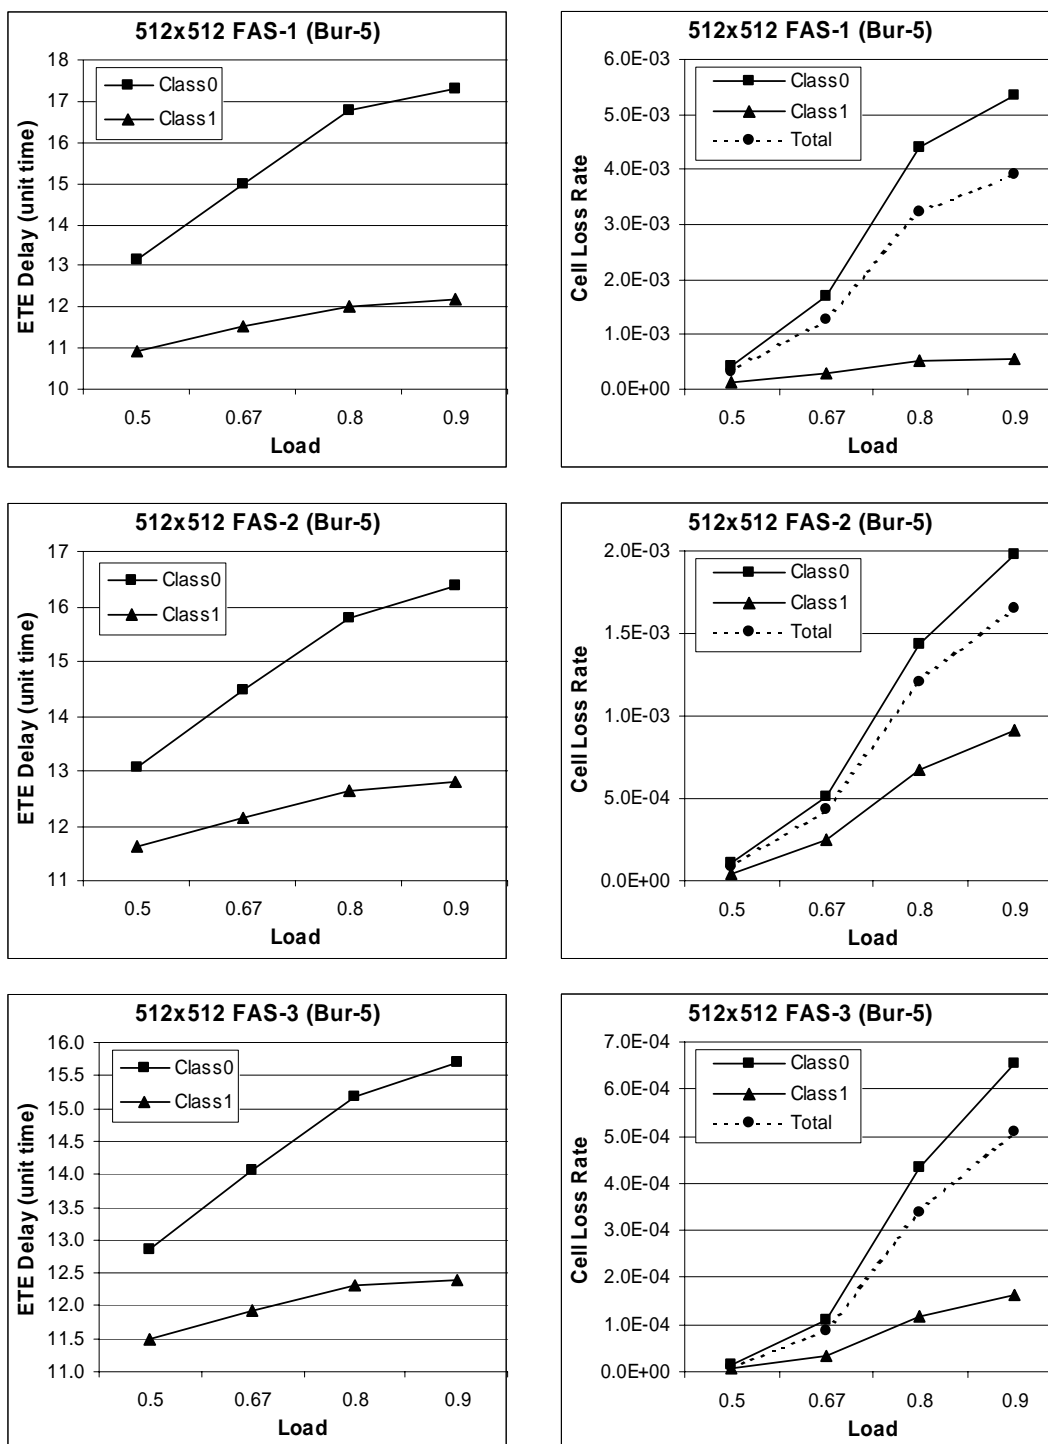 512x512 FAS-1 (Bur-5)
ETE Delay (unit time)
18
17
16
15
14
13
12
11
10
Class0
Class1
0.5 0.67 0.8 0.9
Load
512x512 FAS-1 (Bur-5)
Cell Loss Rate
6.0E-03
5.0E-03
4.0E-03
3.0E-03
2.0E-03
1.0E-03
0.0E+00
Class0
Class1
Total
0.5 0.67 0.8 0.9
Load
512x512 FAS-2 (Bur-5)
ETE Delay (unit time)
17
16
15
14
13
12
11
Class0
Class1
0.5 0.67 0.8 0.9
Load
512x512 FAS-2 (Bur-5)
Cell Loss Rate
2.0E-03
1.5E-03
1.0E-03
5.0E-04
0.0E+00
Class0
Class1
Total
0.5 0.67 0.8 0.9
Load
512x512 FAS-3 (Bur-5)
ETE Delay (unit time)
16.0
15.5
15.0
14.5
14.0
13.5
13.0
12.5
12.0
11.5
11.0
Class0
Class1
0.5 0.67 0.8 0.9
Load
512x512 FAS-3 (Bur-5)
Cell Loss Rate
7.0E-04
6.0E-04
5.0E-04
4.0E-04
3.0E-04
2.0E-04
1.0E-04
0.0E+00
Class0
Class1
Total
0.5 0.67 0.8 0.9
Load